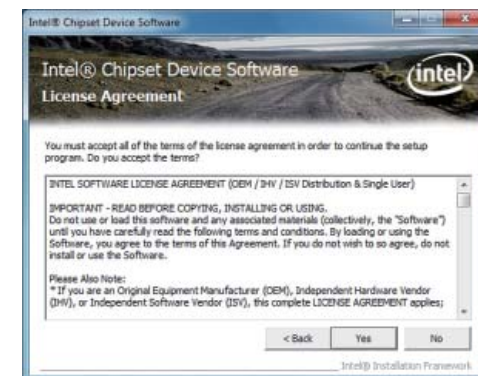 Intel® Chipset Device Software
Intel® Chipset Device Software
intel
License Agreement
You must accept all of the terms of the license agreement in order to continue the setup
program. Do you accept the terms?
INTEL SOFTWARE LICENSE AGREEMENT (OEM / IHV / ISV Distribution & Single User)
IMPORTANT - READ BEFORE COPYING, INSTALLING OR USING.
Do not use or load this software and any associated materials (collectively, the "Software")
until you have carefully read the following terms and conditions. By loading or using the
Software, you agree to the terms of this Agreement. If you do not wish to so agree, do not
install or use the Software.
Please Also Note:
* If you are an Original Equipment Manufacturer (OEM), Independent Hardware Vendor
(IHV), or Independent Software Vendor (ISV), this complete LICENSE AGREEMENT applies;
< Back Yes No
Intel® Installation Framework